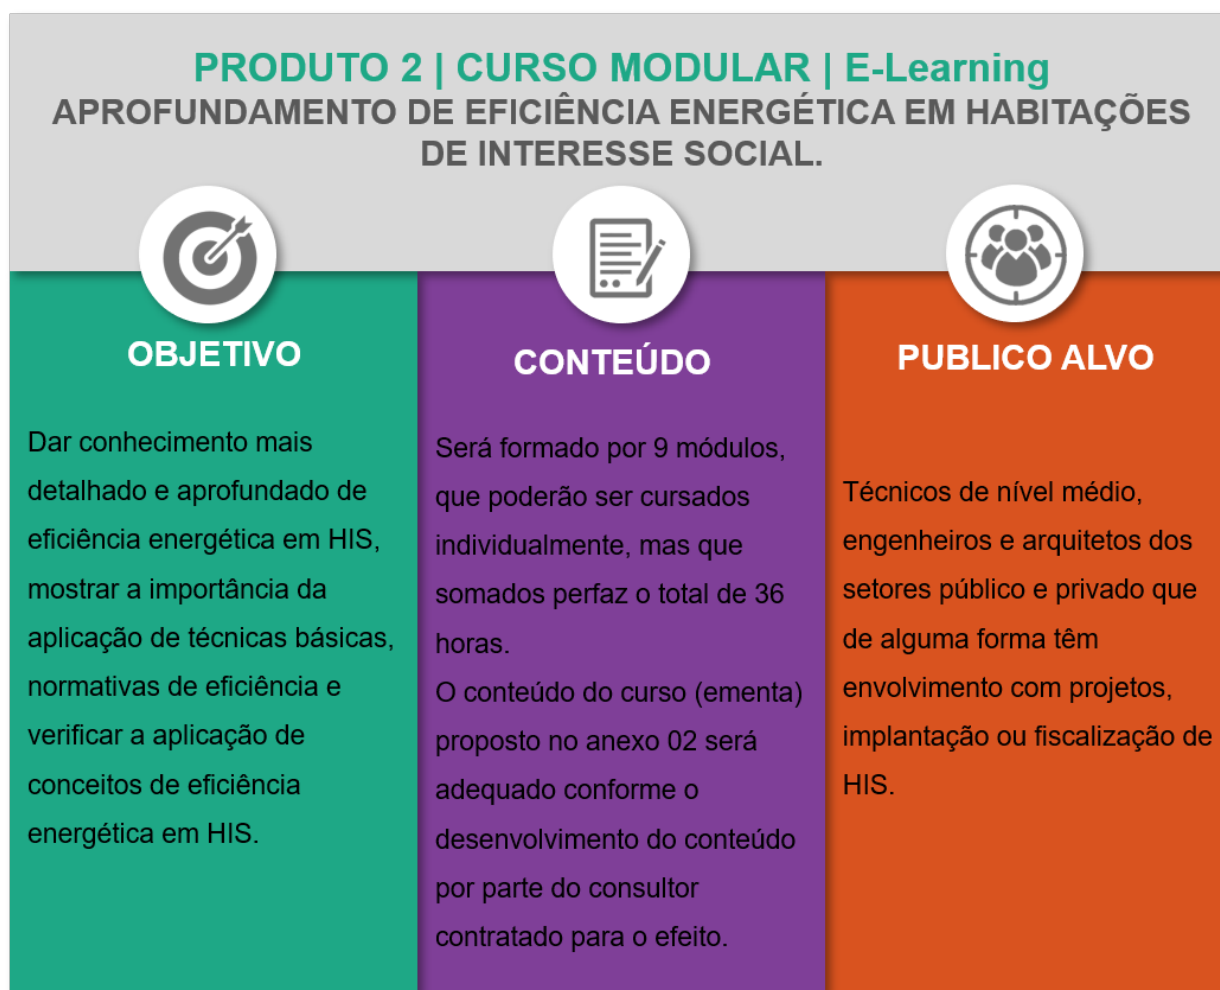 PRODUTO 2 | CURSO MODULAR | E-Learning
APROFUNDAMENTO DE EFICIÊNCIA ENERGÉTICA EM HABITAÇÕES
DE INTERESSE SOCIAL.
OBJETIVO
Dar conhecimento mais
detalhado e aprofundado de
eficiência energética em HIS,
mostrar a importância da
aplicação de técnicas básicas,
normativas de eficiência e
verificar a aplicação de
conceitos de eficiência
energética em HIS.
CONTEÚDO
Será formado por 9 módulos,
que poderão ser cursados
individualmente, mas que
somados perfaz o total de 36
horas.
O conteúdo do curso (ementa)
proposto no anexo 02 será
adequado conforme o
desenvolvimento do conteúdo
por parte do consultor
contratado para o efeito.
PUBLICO ALVO
Técnicos de nível médio,
engenheiros e arquitetos dos
setores público e privado que
de alguma forma têm
envolvimento com projetos,
implantação ou fiscalização de
HIS.